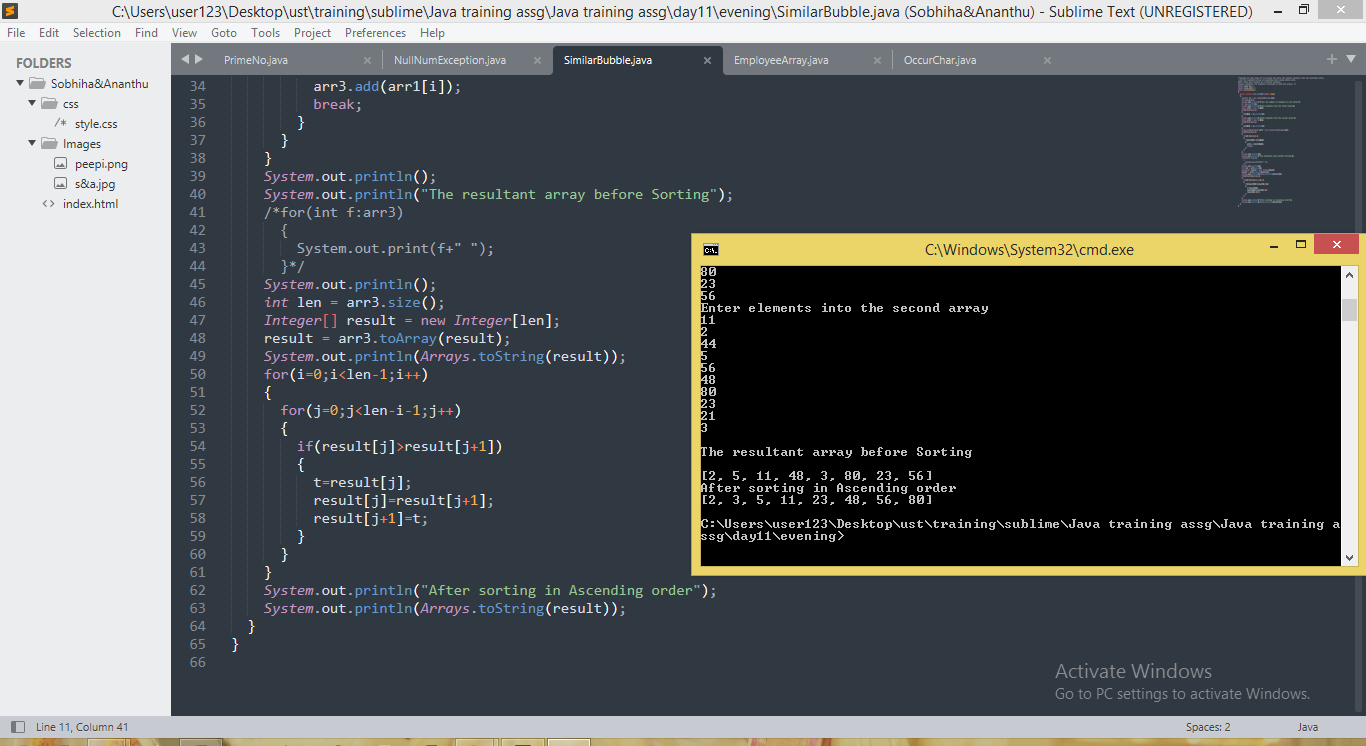 C:\Users\user123\Desktop\ust\training\sublime\Java training assg\Java training assg\day11\evening\SimilarBubble.java (Sobhiha&Ananthu) - Sublime Text (UNREGISTERED)
File Edit Selection Find View Goto Tools Project Preferences Help
FOLDERS
Sobhiha&Ananthu
css
/* style.css
Images
peepi.png
s&a.jpg
<> index.html
PrimeNo.java NullNumException.java SimilarBubble.java EmployeeArray.java OccurChar.java
34 arr3.add(arr1[i]);
35 break;
36 }
37 }
38 }
39 System.out.println();
40 System.out.println("The resultant array before Sorting");
41 /*for(int f:arr3)
42 {
43 System.out.print(f+" ");
44 }*/
45 System.out.println();
46 int len = arr3.size();
47 Integer[] result = new Integer[len];
48 result = arr3.toArray(result);
49 System.out.println(Arrays.toString(result));
50 for(i=0;i<len-1;i++)
51 {
52 for(j=0;j<len-i-1;j++)
53 {
54 if(result[j]>result[j+1])
55 {
56 t=result[j];
57 result[j]=result[j+1];
58 result[j+1]=t;
59 }
60 }
61 }
62 System.out.println("After sorting in Ascending order");
63 System.out.println(Arrays.toString(result));
64 }
65 }
66
C:\Windows\System32\cmd.exe
80
23
56
Enter elements into the second array
11
2
44
5
56
48
80
23
21
3
The resultant array before Sorting
[2, 5, 11, 48, 3, 80, 23, 56]
After sorting in Ascending order
[2, 3, 5, 11, 23, 48, 56, 80]
C:\Users\user123\Desktop\ust\training\sublime\Java training assg\Java training a
ssg\day11\evening>
Activate Windows
Go to PC settings to activate Windows.
Line 11, Column 41
Spaces: 2
Java